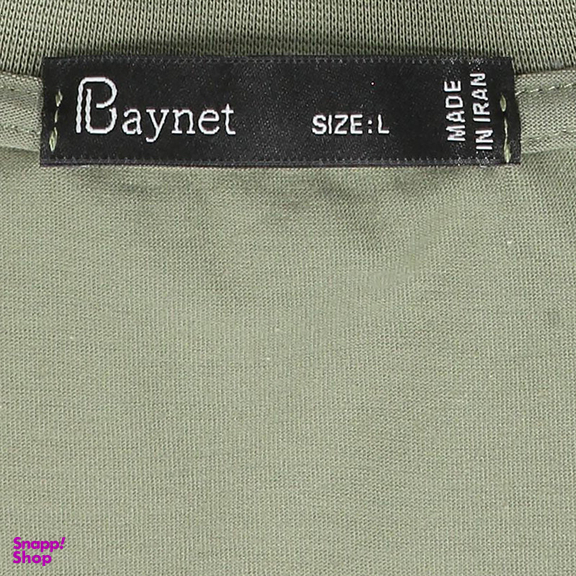 Baynet
SIZE: L
MADE
IN IRAN
Snapp!
Shop